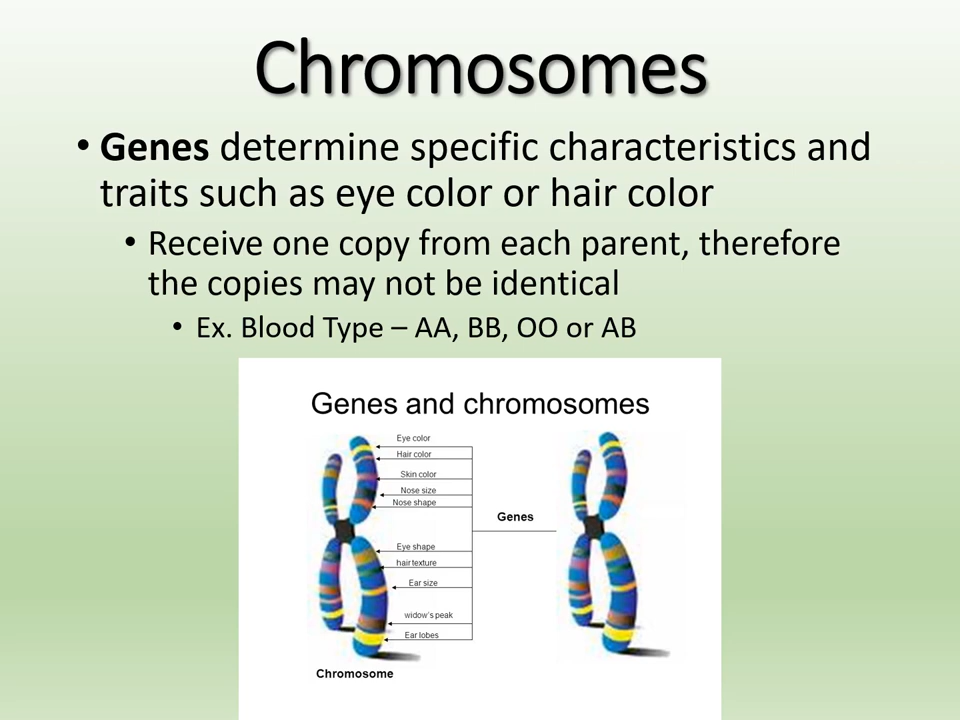 Chromosomes
• Genes determine specific characteristics and
traits such as eye color or hair color
• Receive one copy from each parent, therefore
the copies may not be identical
• Ex. Blood Type – AA, BB, OO or AB
Genes and chromosomes
Eye color
Hair color
Skin color
Nose size
Nose shape
Genes
Eye shape
hair texture
Ear size
widow's peak
Ear lobes
Chromosome